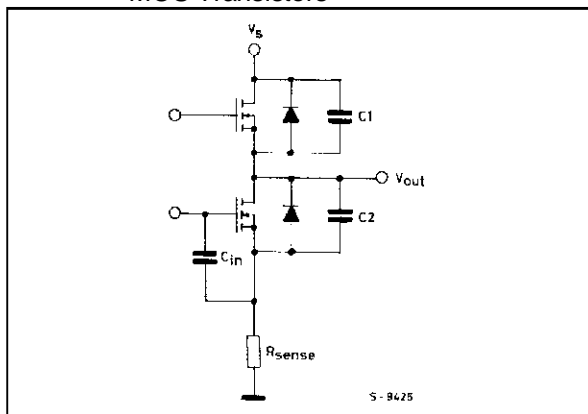 MOS Transistors
Vs
C1
Vout
C2
Cin
Rsense
S-9425